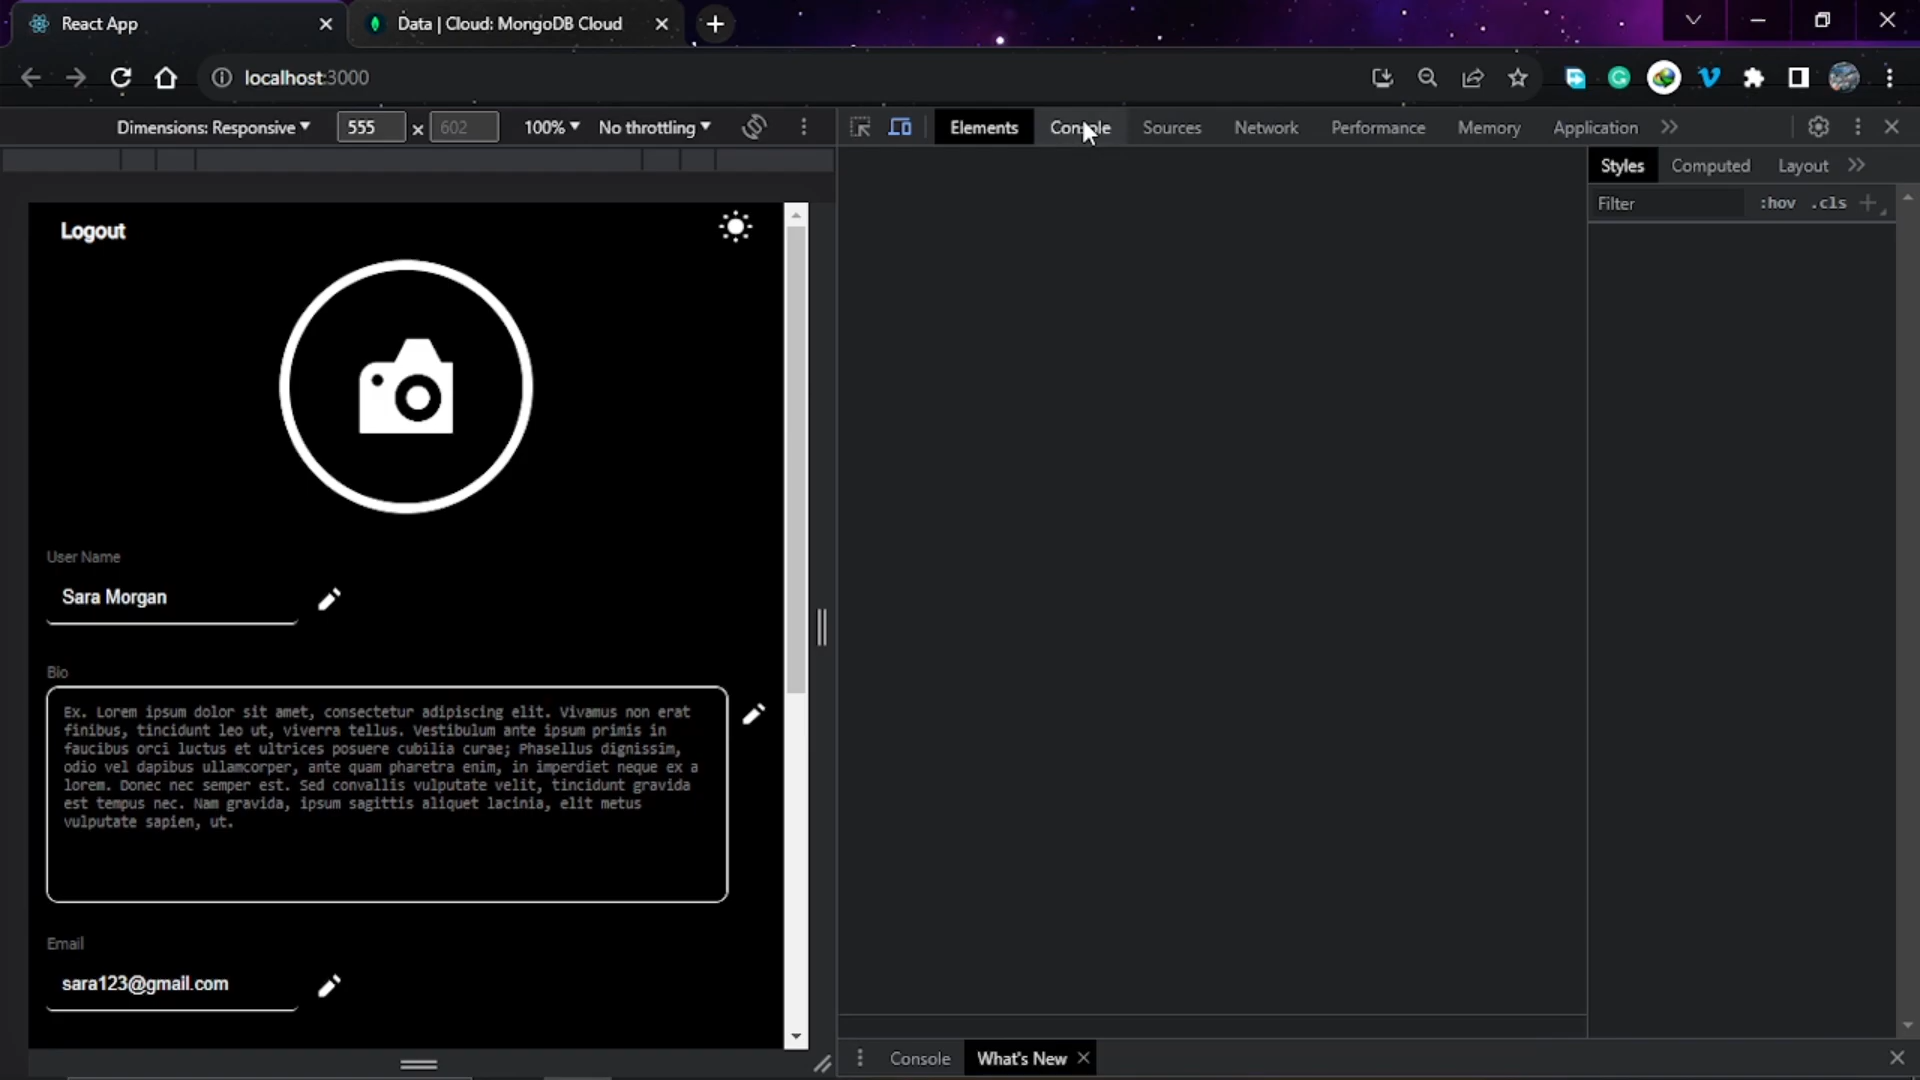 React App
Data | Cloud: MongoDB Cloud
localhost:3000
Dimensions: Responsive
555
x
602
100%
No throttling
Elements
Console
Sources
Network
Performance
Memory
Application
Styles
Computed
Layout
Filter
:hov
.cls
Logout
User Name
Sara Morgan
Bio
Ex. Lorem ipsum dolor sit amet, consectetur adipiscing elit. Vivamus non erat
finibus, tincidunt leo ut, viverra tellus. Vestibulum ante ipsum primis in
faucibus orci luctus et ultrices posuere cubilia curae; Phasellus dignissim,
odio vel dapibus ullamcorper, ante quam pharetra enim, in imperdiet neque ex a
lorem. Donec nec semper est. Sed convallis vulputate velit, tincidunt gravida
est tempus nec. Nam gravida, ipsum sagittis aliquet lacinia, elit metus
vulputate sapien, ut.
Email
sara123@gmail.com
Console
What's New